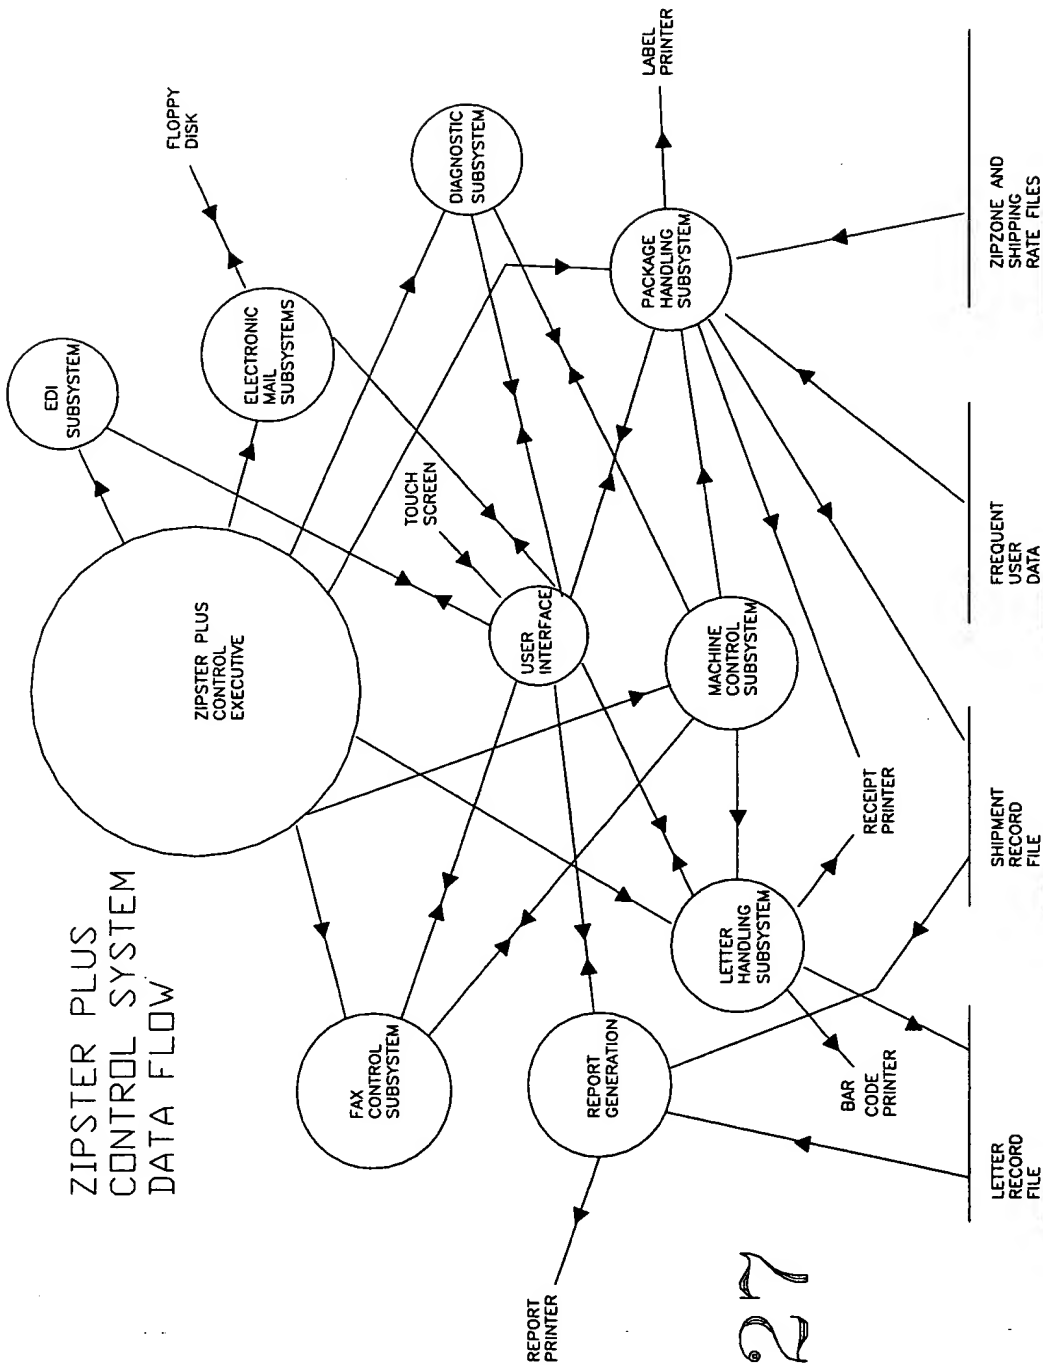 ZIPSTER PLUS
CONTROL SYSTEM
DATA FLOW
ZIPSTER PLUS
CONTROL
EXECUTIVE
EDI
SUBSYSTEM
ELECTRONIC
MAIL
SUBSYSTEMS
FLOPPY
DISK
FAX
CONTROL
SUBSYSTEM
TOUCH
SCREEN
DIAGNOSTIC
SUBSYSTEM
USER
INTERFACE
REPORT
PRINTER
REPORT
GENERATION
LETTER
HANDLING
SUBSYSTEM
MACHINE
CONTROL
SUBSYSTEM
PACKAGE
HANDLING
SUBSYSTEM
LABEL
PRINTER
BAR
CODE
PRINTER
RECEIPT
PRINTER
LETTER
RECORD
FILE
SHIPMENT
RECORD
FILE
FREQUENT
USER
DATA
ZIPZONE AND
SHIPPING
RATE FILES
27